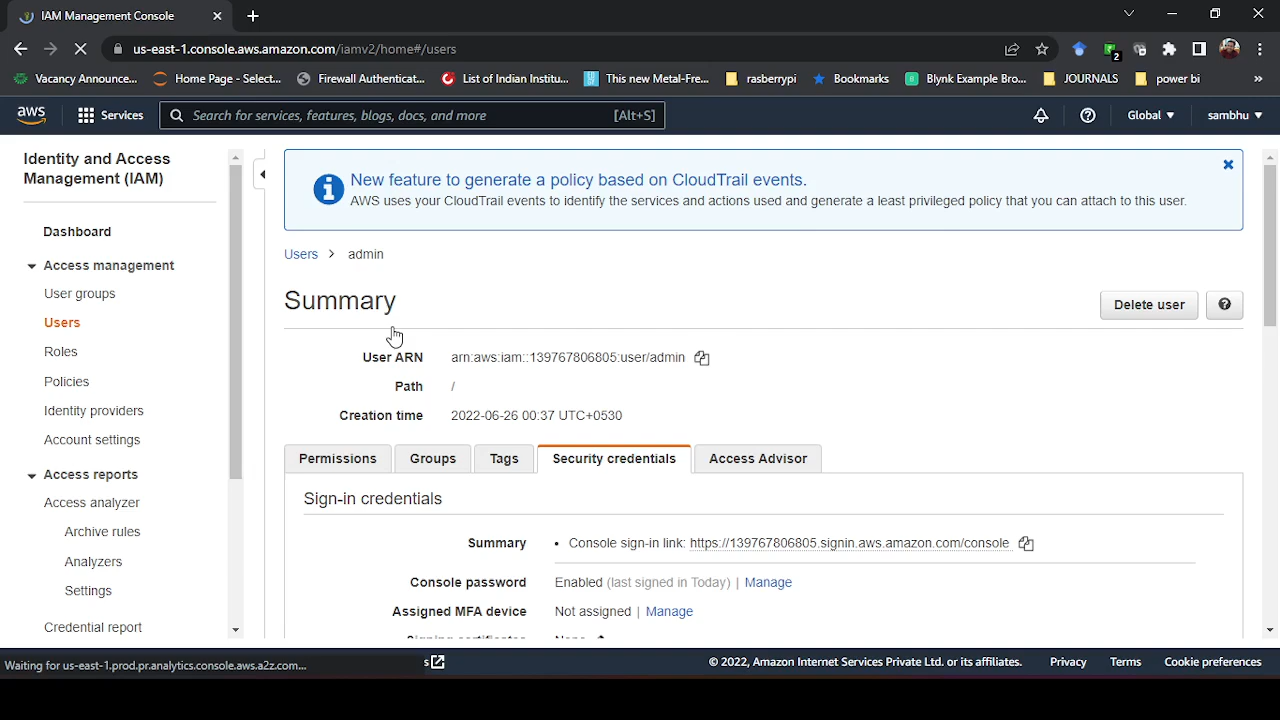 IAM Management Console
us-east-1.console.aws.amazon.com/iamv2/home#/users
2
Vacancy Announce...
Home Page - Select...
Firewall Authenticat...
List of Indian Institu...
This new Metal-Fre...
rasberrypi
Bookmarks
Blynk Example Bro...
JOURNALS
power bi
»
aws
Services
Search for services, features, blogs, docs, and more
[Alt+S]
Global
sambhu
Identity and Access
Management (IAM)
Dashboard
Access management
User groups
Users
Roles
Policies
Identity providers
Account settings
Access reports
Access analyzer
Archive rules
Analyzers
Settings
Credential report
New feature to generate a policy based on CloudTrail events.
AWS uses your CloudTrail events to identify the services and actions used and generate a least privileged policy that you can attach to this user.
Users > admin
Summary
Delete user
User ARN arn:aws:iam::139767806805:user/admin
Path /
Creation time 2022-06-26 00:37 UTC+0530
Permissions
Groups
Tags
Security credentials
Access Advisor
Sign-in credentials
Summary • Console sign-in link: https://139767806805.signin.aws.amazon.com/console
Console password Enabled (last signed in Today) | Manage
Assigned MFA device Not assigned | Manage
Signing certificates None
Waiting for us-east-1.prod.pr.analytics.console.aws.a2z.com...
s
© 2022, Amazon Internet Services Private Ltd. or its affiliates.
Privacy
Terms
Cookie preferences